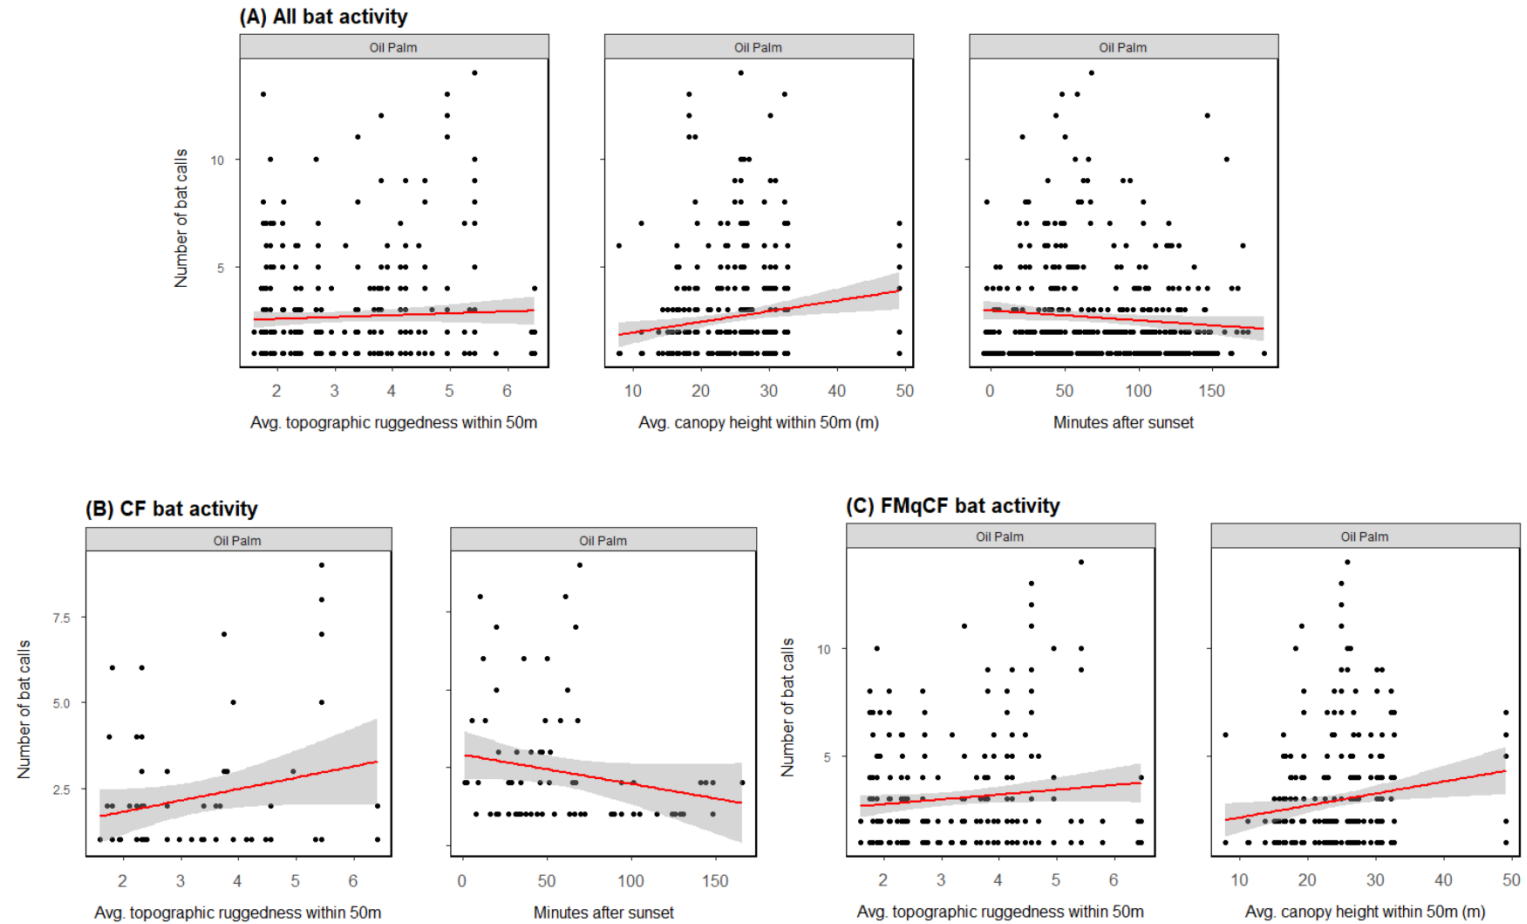 (A) All bat activity
Oil Palm Oil Palm Oil Palm
Number of bat calls
10
5
2 3 4 5 6
10 20 30 40 50
0 50 100 150
Avg. topographic ruggedness within 50m
Avg. canopy height within 50m (m)
Minutes after sunset
(B) CF bat activity
Oil Palm Oil Palm
Number of bat calls
7.5
5.0
2.5
2 3 4 5 6
0 50 100 150
Avg. topographic ruggedness within 50m
Minutes after sunset
(C) FMqCF bat activity
Oil Palm Oil Palm
Number of bat calls
10
5
2 3 4 5 6
10 20 30 40 50
Avg. topographic ruggedness within 50m
Avg. canopy height within 50m (m)